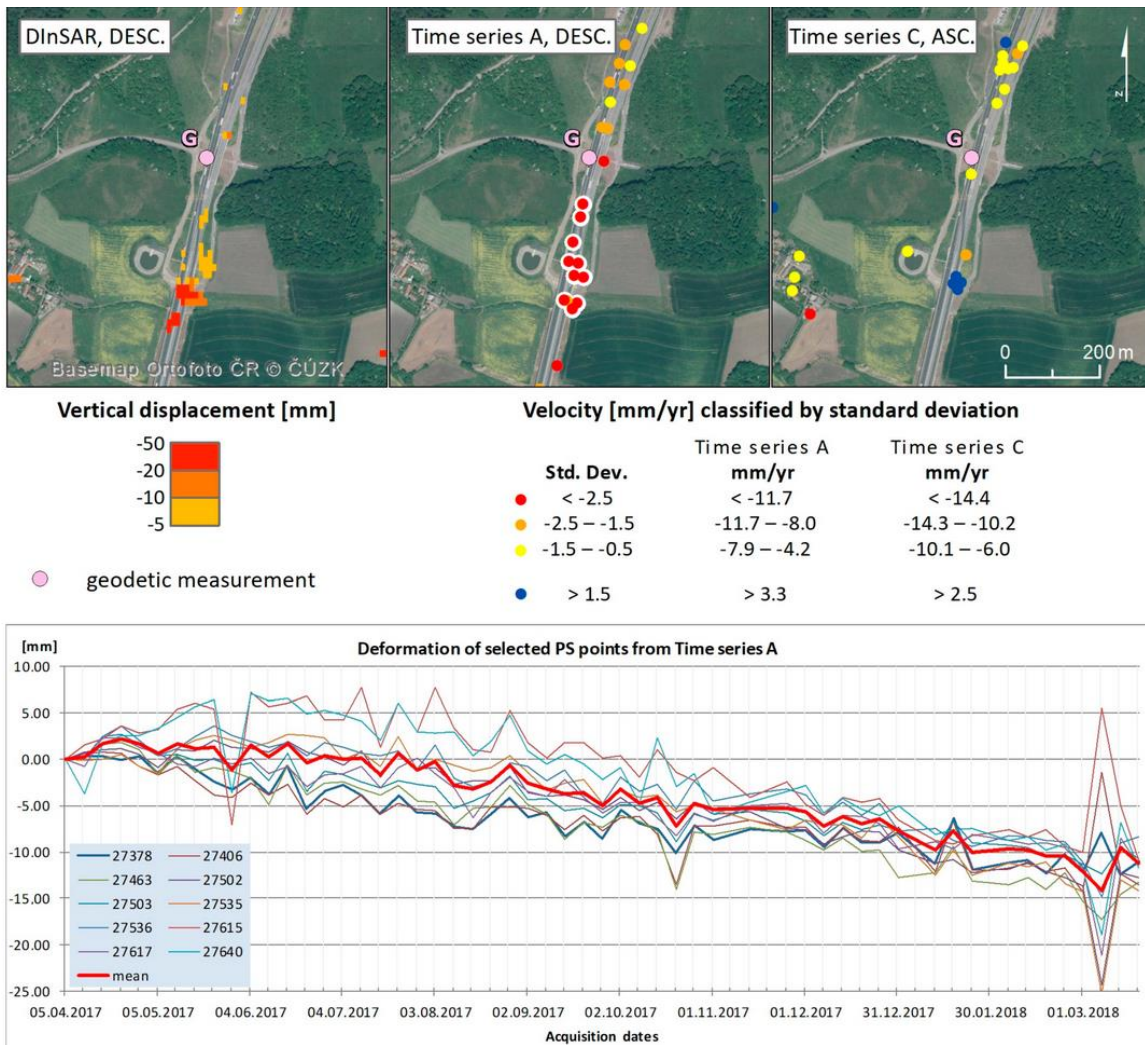 DInSAR, DESC.
Time series A, DESC.
Time series C, ASC.
N
G
G
G
0 200 m
Basemap Ortofoto ČR © ČÚZK
Vertical displacement [mm]
-50
-20
-10
-5
geodetic measurement
Velocity [mm/yr] classified by standard deviation
Time series A Time series C
Std. Dev. mm/yr mm/yr
< -2.5 < -11.7 < -14.4
-2.5 – -1.5 -11.7 – -8.0 -14.3 – -10.2
-1.5 – -0.5 -7.9 – -4.2 -10.1 – -6.0
> 1.5 > 3.3 > 2.5
[mm]
Deformation of selected PS points from Time series A
10.00
5.00
0.00
-5.00
-10.00
-15.00
-20.00
-25.00
27378 27406
27463 27502
27503 27535
27536 27615
27617 27640
mean
05.04.2017 05.05.2017 04.06.2017 04.07.2017 03.08.2017 02.09.2017 02.10.2017 01.11.2017 01.12.2017 31.12.2017 30.01.2018 01.03.2018
Acquisition dates